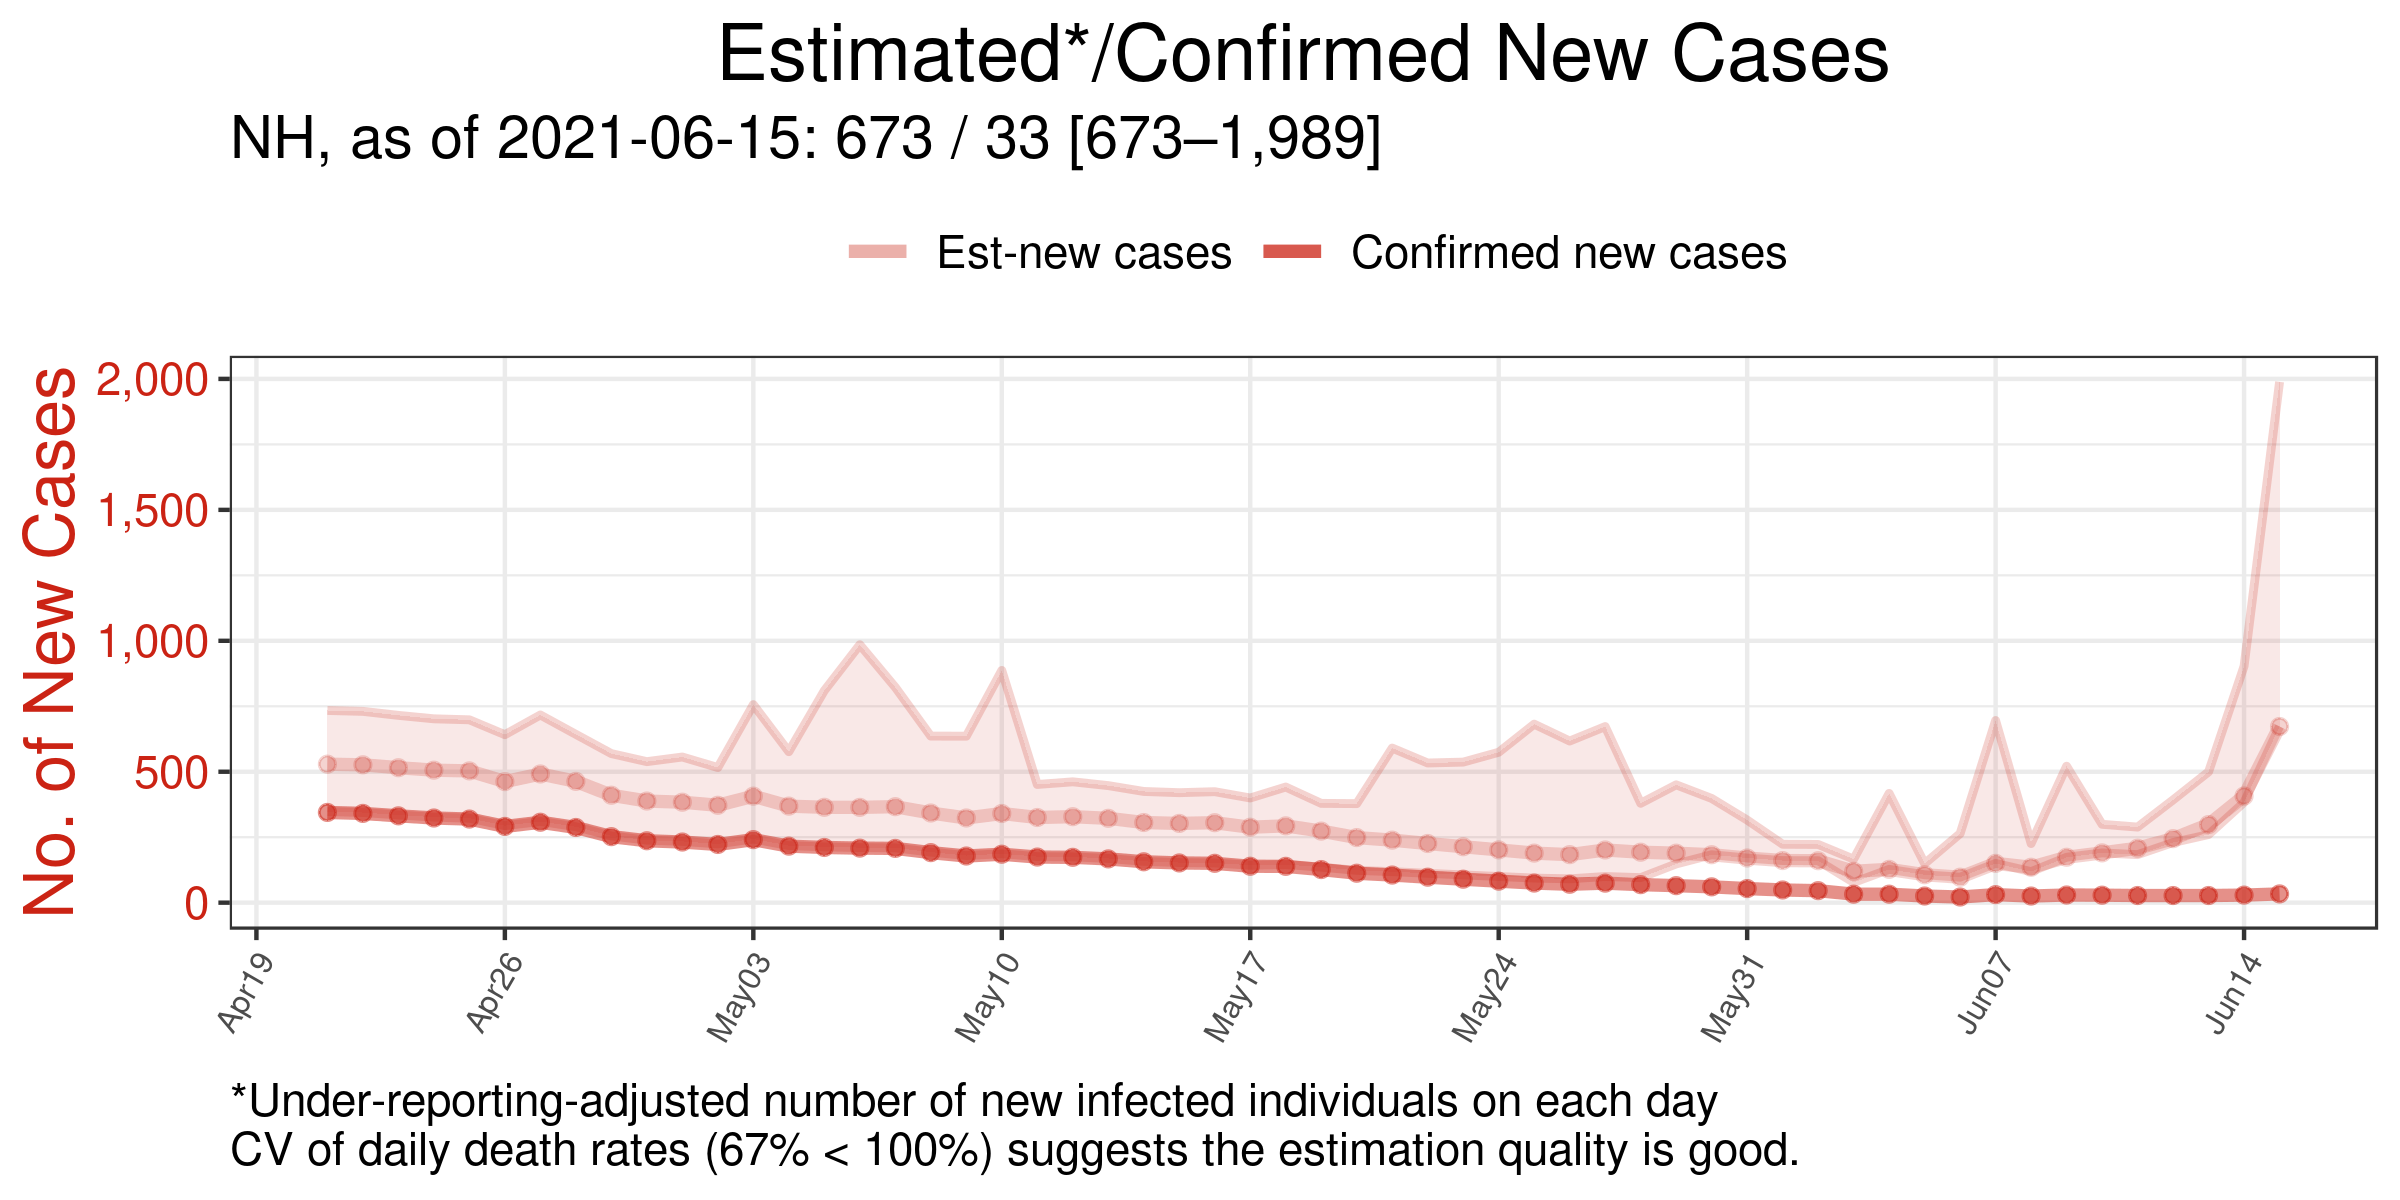 Estimated*/Confirmed New Cases
NH, as of 2021-06-15: 673 / 33 [673–1,989]
Est-new cases
Confirmed new cases
No. of New Cases
2,000
1,500
1,000
500
0
Apr19
Apr26
May03
May10
May17
May24
May31
Jun07
Jun14
*Under-reporting-adjusted number of new infected individuals on each day
CV of daily death rates (67% < 100%) suggests the estimation quality is good.